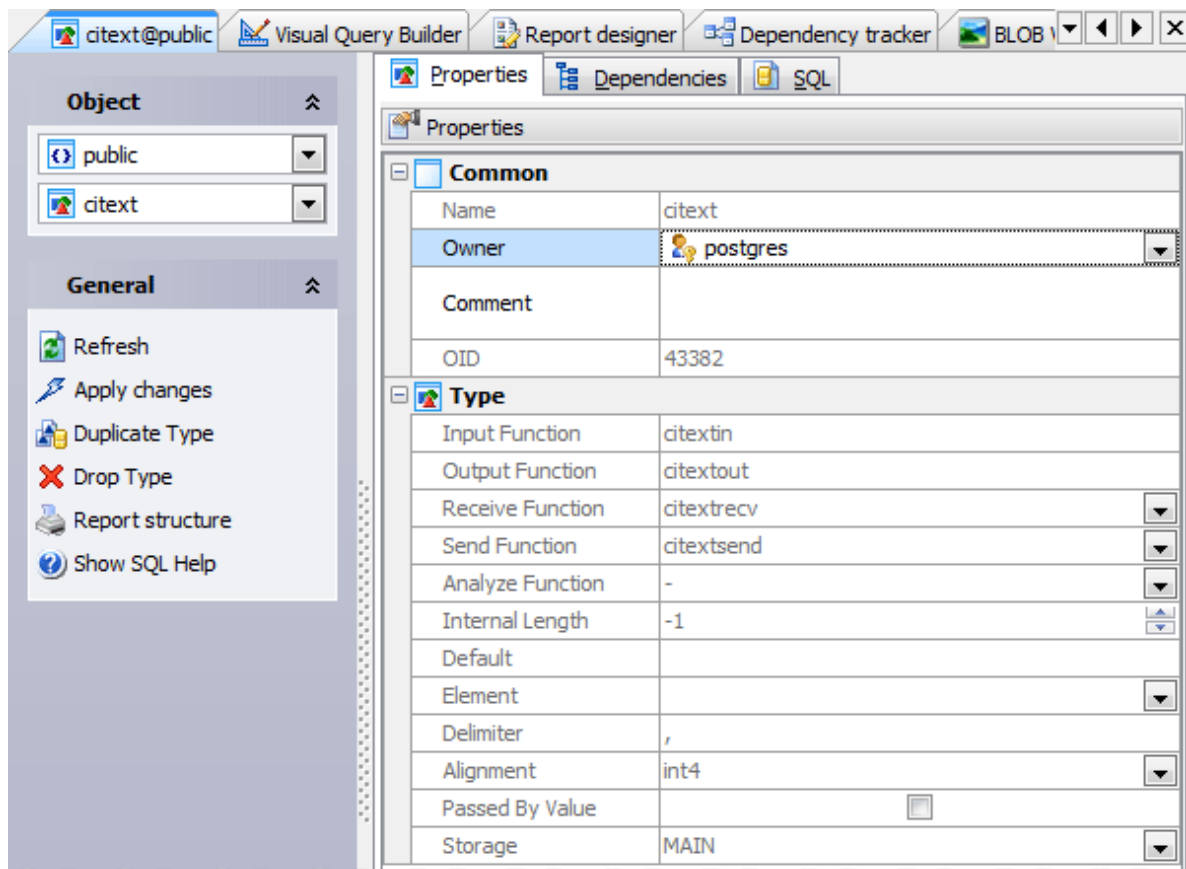 citext@public Visual Query Builder Report designer Dependency tracker BLOB
Properties Dependencies SQL
Object
public
citext
General
Refresh
Apply changes
Duplicate Type
Drop Type
Report structure
Show SQL Help
Properties
Common
Name citext
Owner postgres
Comment
OID 43382
Type
Input Function citextin
Output Function citextout
Receive Function citextrecv
Send Function citextsend
Analyze Function -
Internal Length -1
Default
Element
Delimiter ,
Alignment int4
Passed By Value
Storage MAIN